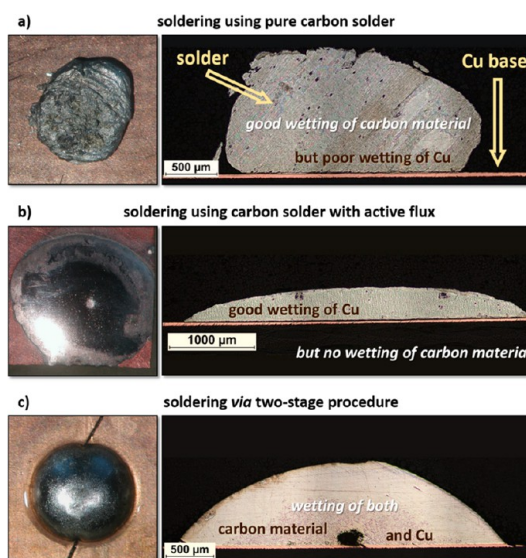 a) soldering using pure carbon solder
solder
Cu base
good wetting of carbon material
but poor wetting of Cu
500 µm
b) soldering using carbon solder with active flux
good wetting of Cu
1000 µm
but no wetting of carbon materia
c) soldering via two-stage procedure
wetting of both
carbon material and Cu
500 µm